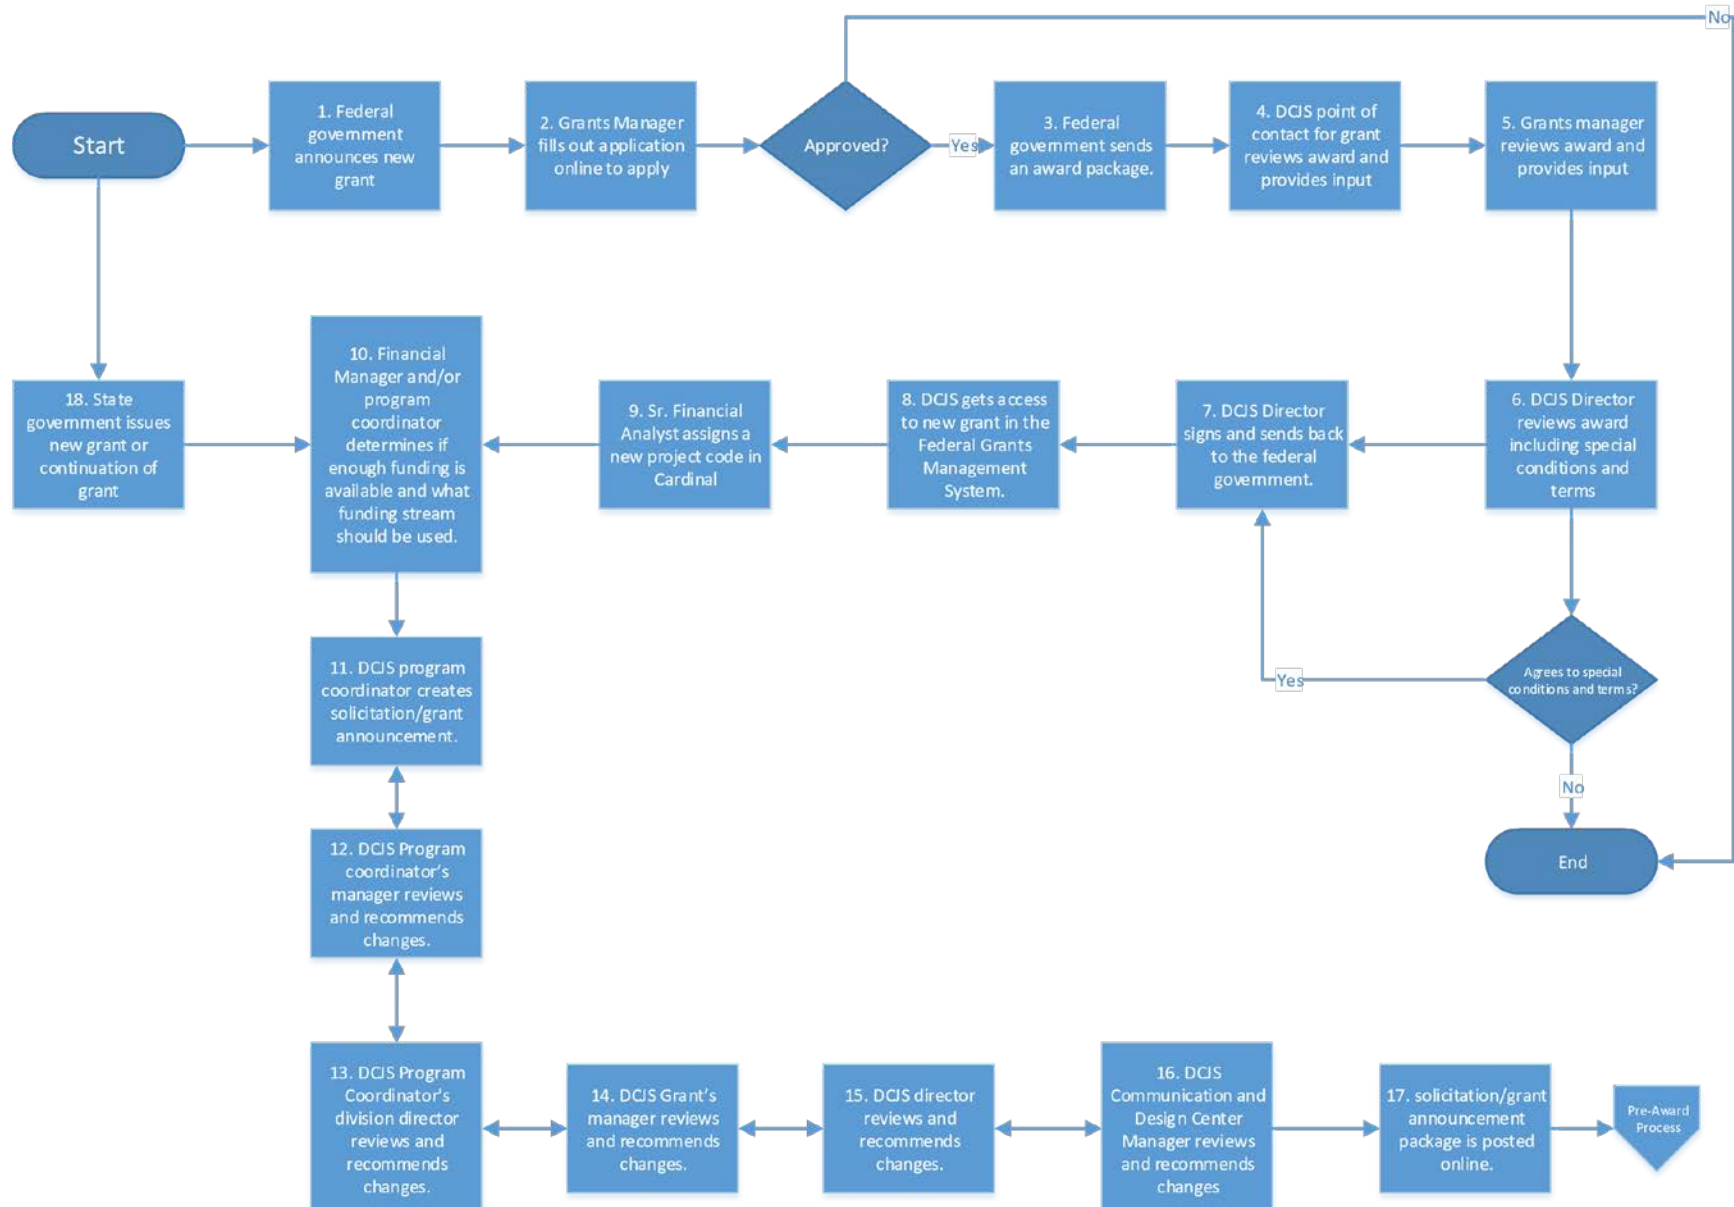 No
Start
1. Federal
government
announces new
grant
2. Grants Manager
fills out application
online to apply
Approved?
Yes
3. Federal
government sends
an award package.
4. DCJS point of
contact for grant
reviews award and
provides input
5. Grants manager
reviews award and
provides input
18. State
government issues
new grant or
continuation of
grant
10. Financial
Manager and/or
program
coordinator
determines if
enough funding is
available and what
funding stream
should be used.
9. Sr. Financial
Analyst assigns a
new project code in
Cardinal
8. DCJS gets access
to new grant in the
Federal Grants
Management
System.
7. DCJS Director
signs and sends back
to the federal
government.
6. DCJS Director
reviews award
including special
conditions and
terms
11. DCJS program
coordinator creates
solicitation/grant
announcement.
Yes
Agrees to special
conditions and terms?
No
12. DCJS Program
coordinator's
manager reviews
and recommends
changes.
End
13. DCJS Program
Coordinator's
division director
reviews and
recommends
changes.
14. DCJS Grant's
manager reviews
and recommends
changes.
15. DCJS director
reviews and
recommends
changes.
16. DCJS
Communication and
Design Center
Manager reviews
and recommends
changes
17. solicitation/grant
announcement
package is posted
online.
Pre-Award
Process